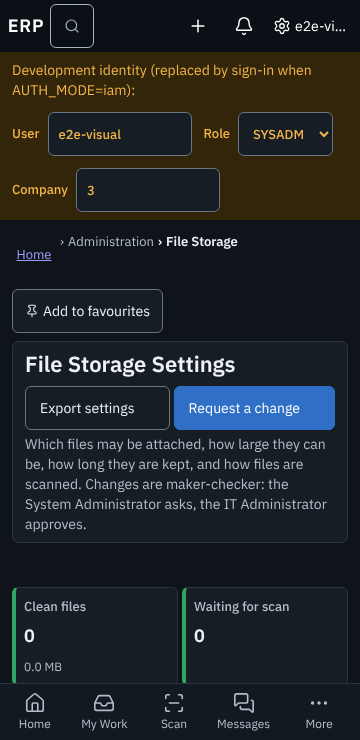 ERP
e2e-vi...
Development identity (replaced by sign-in when
AUTH_MODE=iam):
User e2e-visual Role SYSADM
Company 3
Home › Administration › File Storage
Add to favourites
File Storage Settings
Export settings Request a change
Which files may be attached, how large they can
be, how long they are kept, and how files are
scanned. Changes are maker-checker: the
System Administrator asks, the IT Administrator
approves.
Clean files Waiting for scan
0 0
0.0 MB
Home My Work Scan Messages More